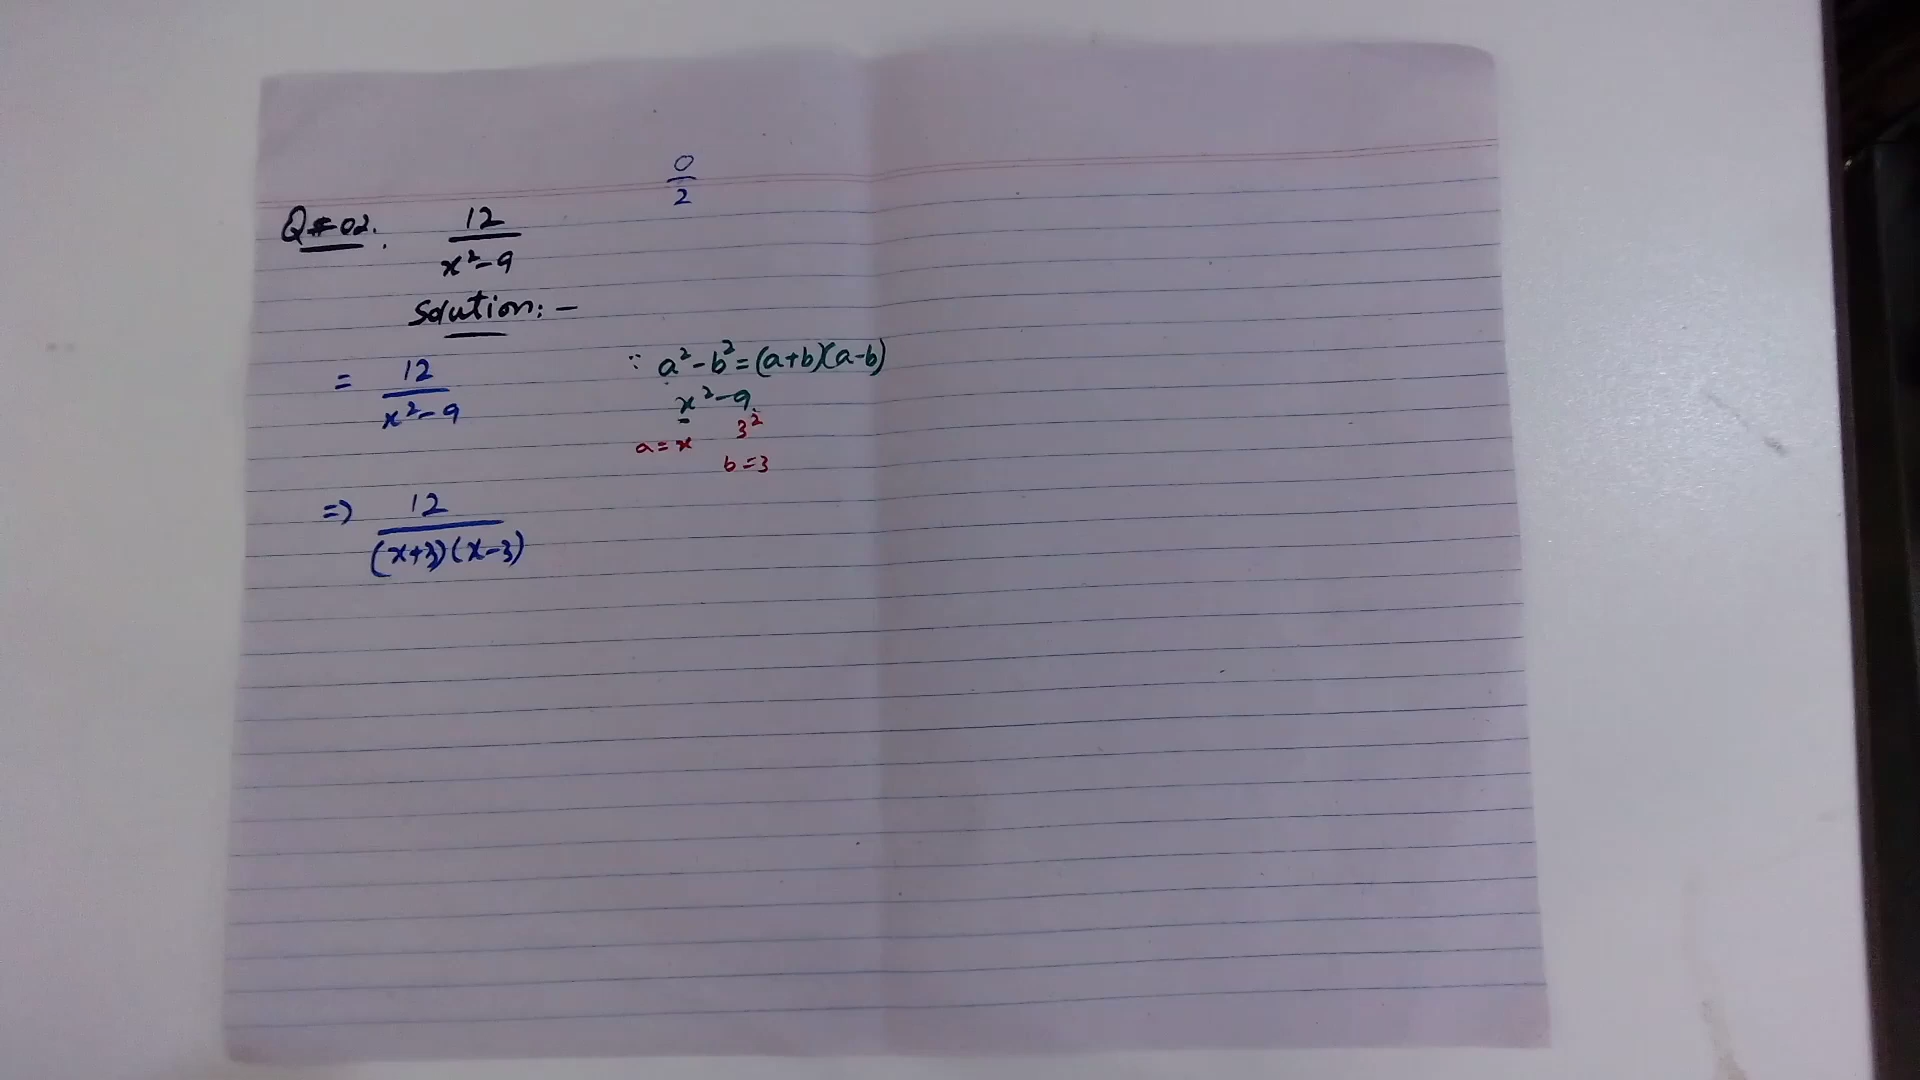 0
2
Q#02. 12
x²-9
Solution:-
= 12
x²-9
∵ a²-b²=(a+b)(a-b)
x²-9
3²
a=x
b=3
=> 12
(x+3)(x-3)